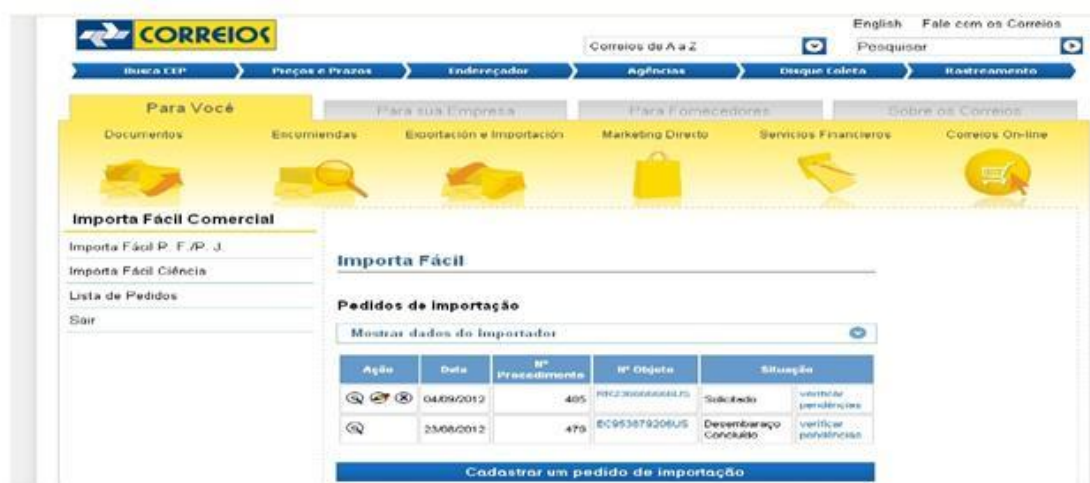 CORREIOS
English Fale com os Correios
Correios de A a Z
Pesquisar
Busca CEP Preços e Prazos Endereçador Agências Disque Coleta Rastreamento
Para Você Para sua Empresa Para Fornecedores Sobre os Correios
Documentos Encomiendas Exportación e Importación Marketing Directo Servicios Financieros Correios On-line
Importa Fácil Comercial
Importa Fácil P. F./P. J.
Importa Fácil Ciência
Lista de Pedidos
Sair
Importa Fácil
Pedidos de importação
Mostrar dados do importador
Ação Data Nº Procedimento Nº Objeto Situação
04/09/2012 485 Solicitado verificar pendências
23/08/2012 479 EC953879206US Desembaraço Concluído verificar pendências
Cadastrar um pedido de importação